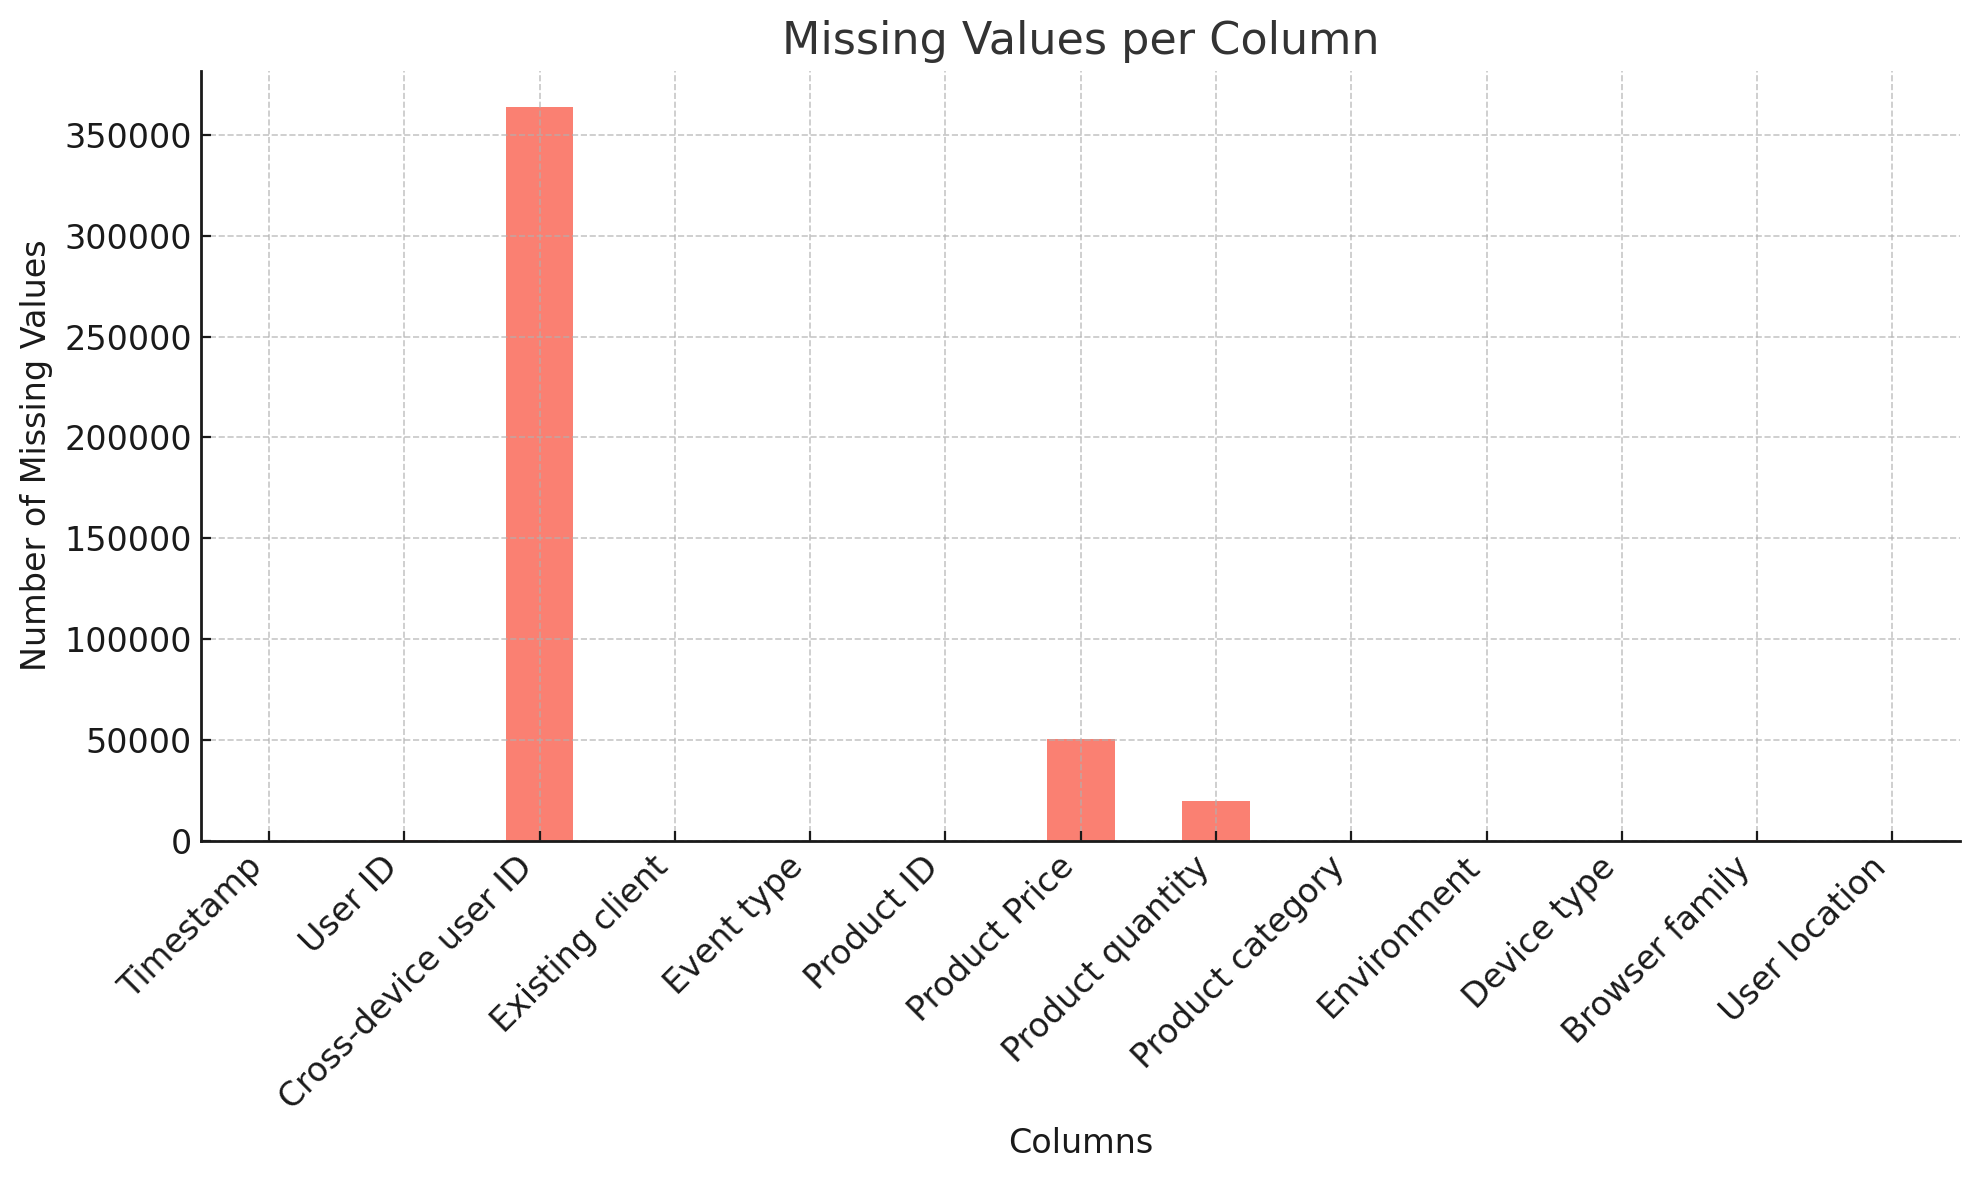 Missing Values per Column
Number of Missing Values
350000
300000
250000
200000
150000
100000
50000
0
Timestamp
User ID
Cross-device user ID
Existing client
Event type
Product ID
Product Price
Product quantity
Product category
Environment
Device type
Browser family
User location
Columns